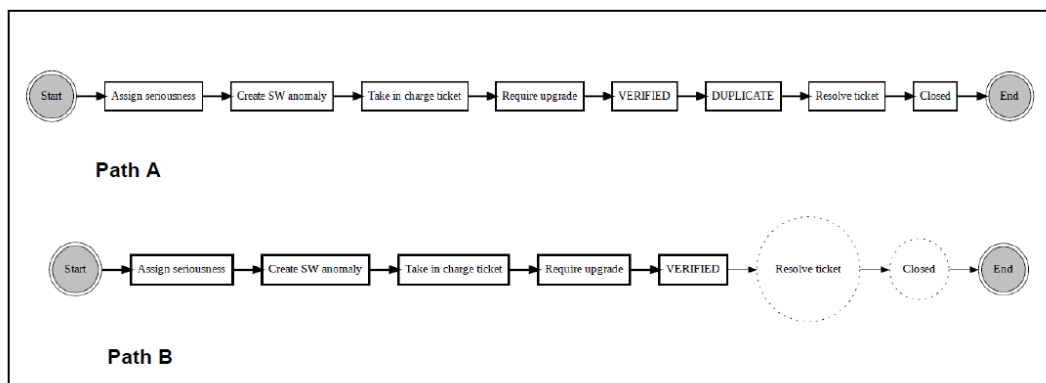 Start Assign seriousness Create SW anomaly Take in charge ticket Require upgrade VERIFIED DUPLICATE Resolve ticket Closed End
Path A
Start Assign seriousness Create SW anomaly Take in charge ticket Require upgrade VERIFIED Resolve ticket Closed End
Path B